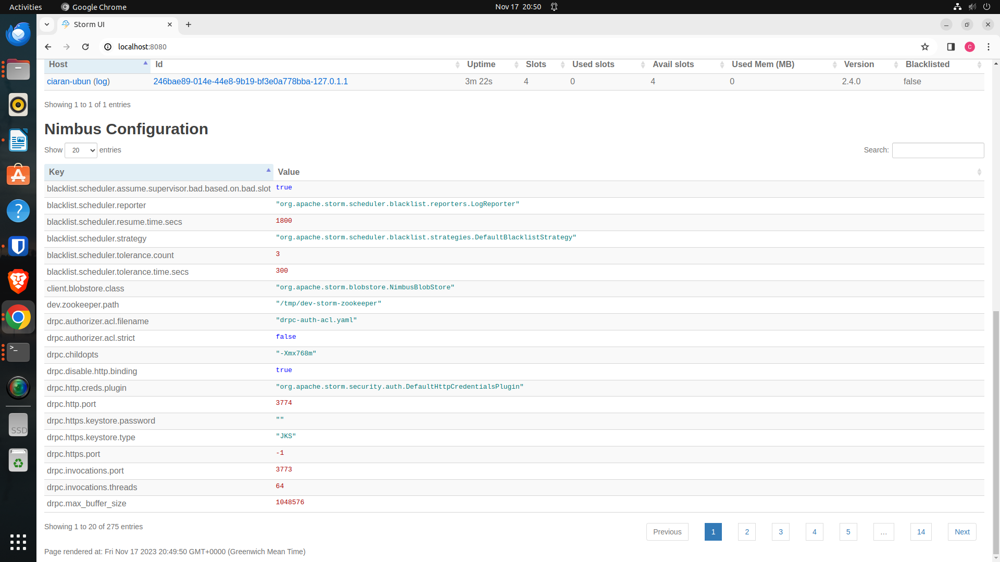 Activities Google Chrome Nov 17 20:50
Storm UI
localhost:8080
C
Host Id Uptime Slots Used slots Avail slots Used Mem (MB) Version Blacklisted
ciaran-ubun (log) 246bae89-014e-44e8-9b19-bf3e0a778bba-127.0.1.1 3m 22s 4 0 4 0 2.4.0 false
Showing 1 to 1 of 1 entries
Nimbus Configuration
Show 20 entries Search:
Key Value
blacklist.scheduler.assume.supervisor.bad.based.on.bad.slot true
blacklist.scheduler.reporter "org.apache.storm.scheduler.blacklist.reporters.LogReporter"
blacklist.scheduler.resume.time.secs 1800
blacklist.scheduler.strategy "org.apache.storm.scheduler.blacklist.strategies.DefaultBlacklistStrategy"
blacklist.scheduler.tolerance.count 3
blacklist.scheduler.tolerance.time.secs 300
client.blobstore.class "org.apache.storm.blobstore.NimbusBlobStore"
dev.zookeeper.path "/tmp/dev-storm-zookeeper"
drpc.authorizer.acl.filename "drpc-auth-acl.yaml"
drpc.authorizer.acl.strict false
drpc.childopts "-Xmx768m"
drpc.disable.http.binding true
drpc.http.creds.plugin "org.apache.storm.security.auth.DefaultHttpCredentialsPlugin"
drpc.http.port 3774
drpc.https.keystore.password ""
drpc.https.keystore.type "JKS"
drpc.https.port -1
drpc.invocations.port 3773
drpc.invocations.threads 64
drpc.max_buffer_size 1048576
Showing 1 to 20 of 275 entries Previous 1 2 3 4 5 … 14 Next
Page rendered at: Fri Nov 17 2023 20:49:50 GMT+0000 (Greenwich Mean Time)
SSD